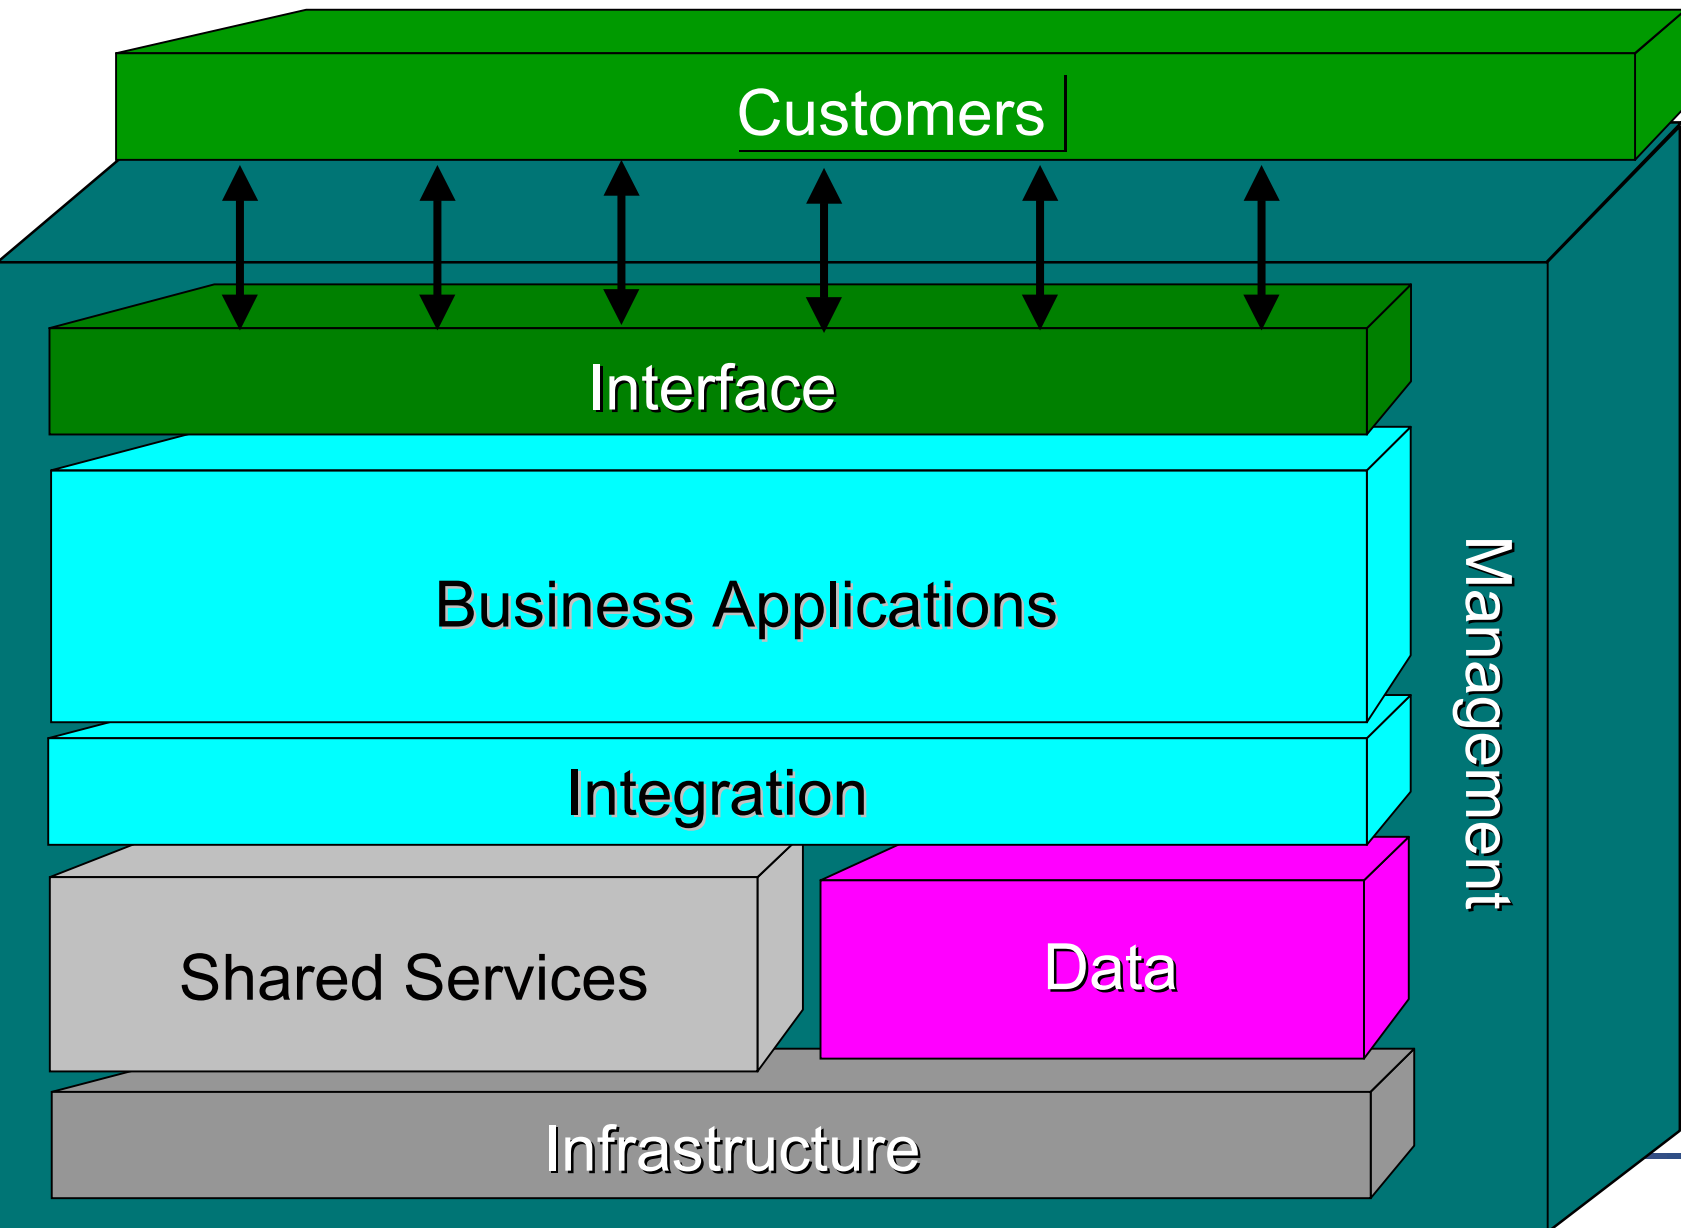 Customers
Interface
Business Applications
Integration
Shared Services
Data
Infrastructure
Management